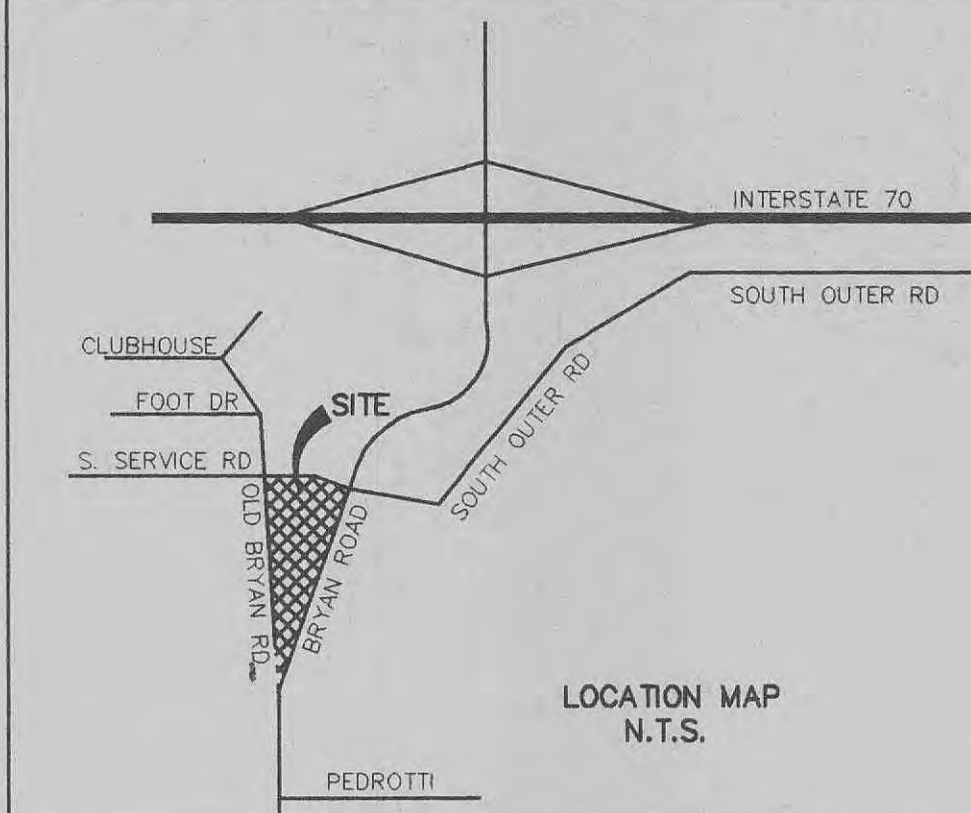 INTERSTATE 70
SOUTH OUTER RD
CLUBHOUSE
FOOT DR
SITE
S. SERVICE RD
SOUTH OUTER RD
OLD BRYAN RD.
BRYAN ROAD
LOCATION MAP
N.T.S.
PEDROTTI